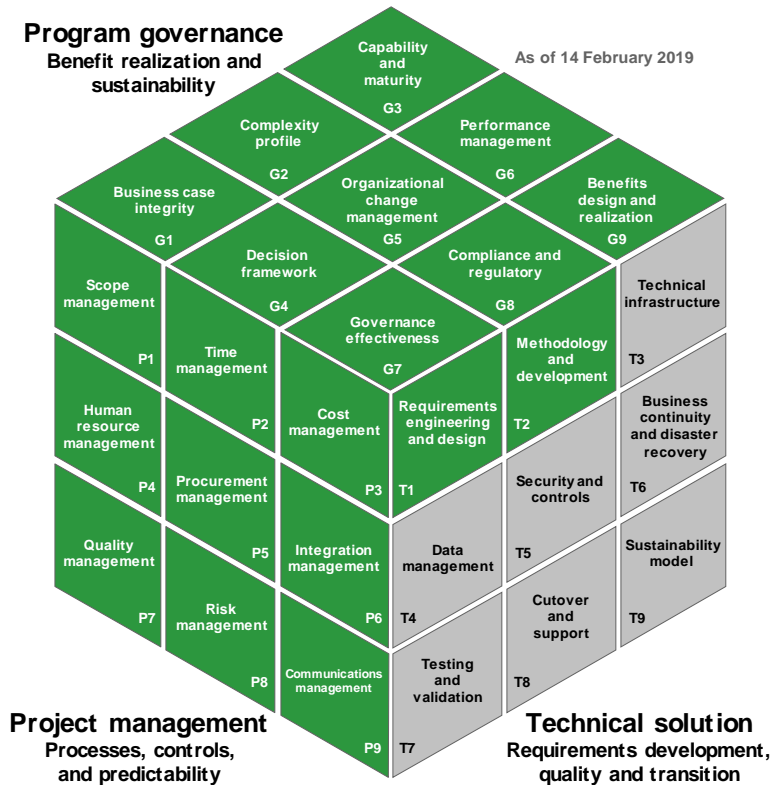 Program governance
Benefit realization and
sustainability
As of 14 February 2019
Capability
and
maturity
G3
Complexity
profile
G2
Performance
management
G6
Business case
integrity
G1
Organizational
change
management
G5
Benefits
design and
realization
G9
Decision
framework
G4
Compliance and
regulatory
G8
Governance
effectiveness
G7
Scope
management
P1
Time
management
P2
Cost
management
P3
Human
resource
management
P4
Procurement
management
P5
Integration
management
P6
Quality
management
P7
Risk
management
P8
Communications
management
P9
Requirements
engineering
and design
T1
Methodology
and
development
T2
Technical
infrastructure
T3
Data
management
T4
Security and
controls
T5
Business
continuity
and disaster
recovery
T6
Testing
and
validation
T7
Cutover
and
support
T8
Sustainability
model
T9
Project management
Processes, controls,
and predictability
Technical solution
Requirements development,
quality and transition